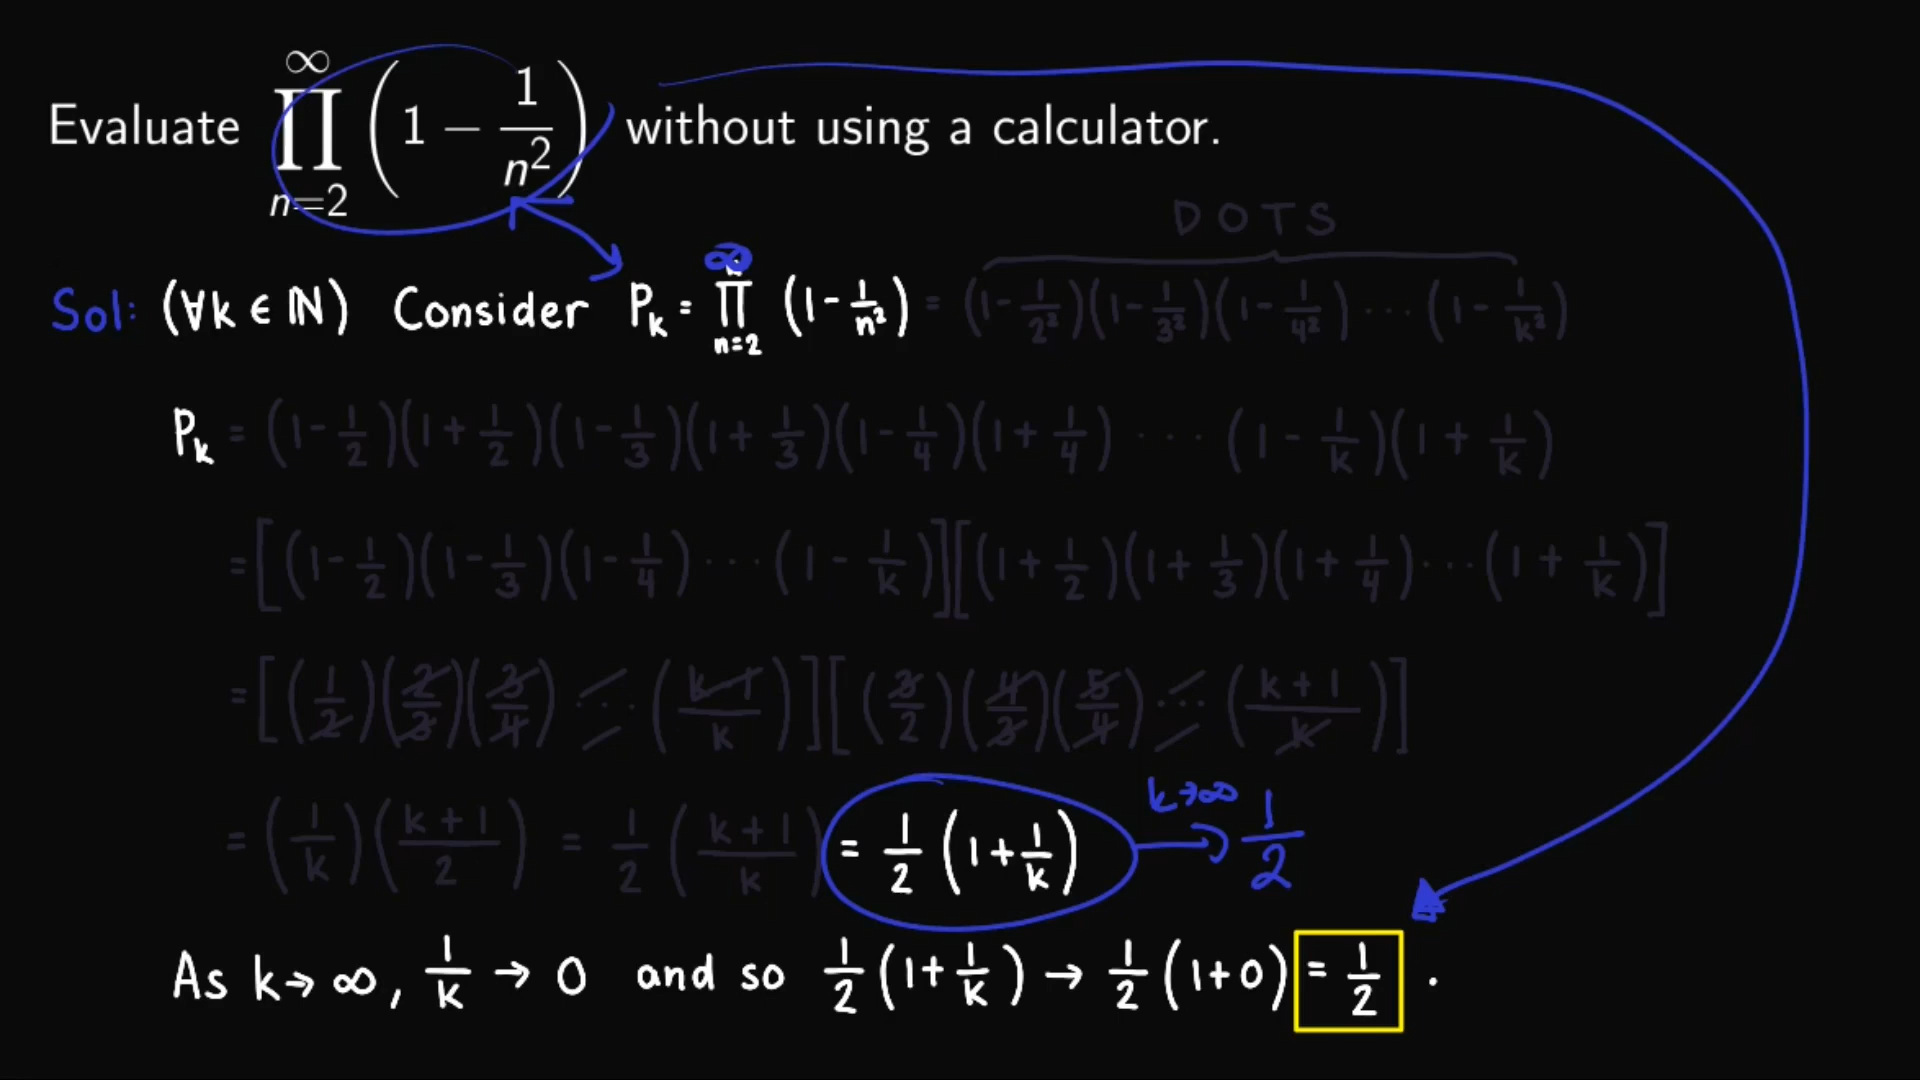 Evaluate ∞ ∏ n=2 (1 − 1/n²) without using a calculator.
DOTS
Sol: (∀k ∈ ℕ) Consider Pₖ = ∞ ∏ n=2 (1 - 1/n²) = (1 - 1/2²)(1 - 1/3²)(1 - 1/4²) ··· (1 - 1/k²)
Pₖ = (1 - 1/2)(1 + 1/2)(1 - 1/3)(1 + 1/3)(1 - 1/4)(1 + 1/4) ··· (1 - 1/k)(1 + 1/k)
= [(1 - 1/2)(1 - 1/3)(1 - 1/4) ··· (1 - 1/k)][(1 + 1/2)(1 + 1/3)(1 + 1/4) ··· (1 + 1/k)]
= [(1/2)(2/3)(3/4) ··· (k-1/k)][(3/2)(4/3)(5/4) ··· (k+1/k)]
= (1/k)(k+1/2) = 1/2 (k+1/k) = 1/2 (1 + 1/k) k→∞ → 1/2
As k → ∞, 1/k → 0 and so 1/2 (1 + 1/k) → 1/2 (1+0) = 1/2 .